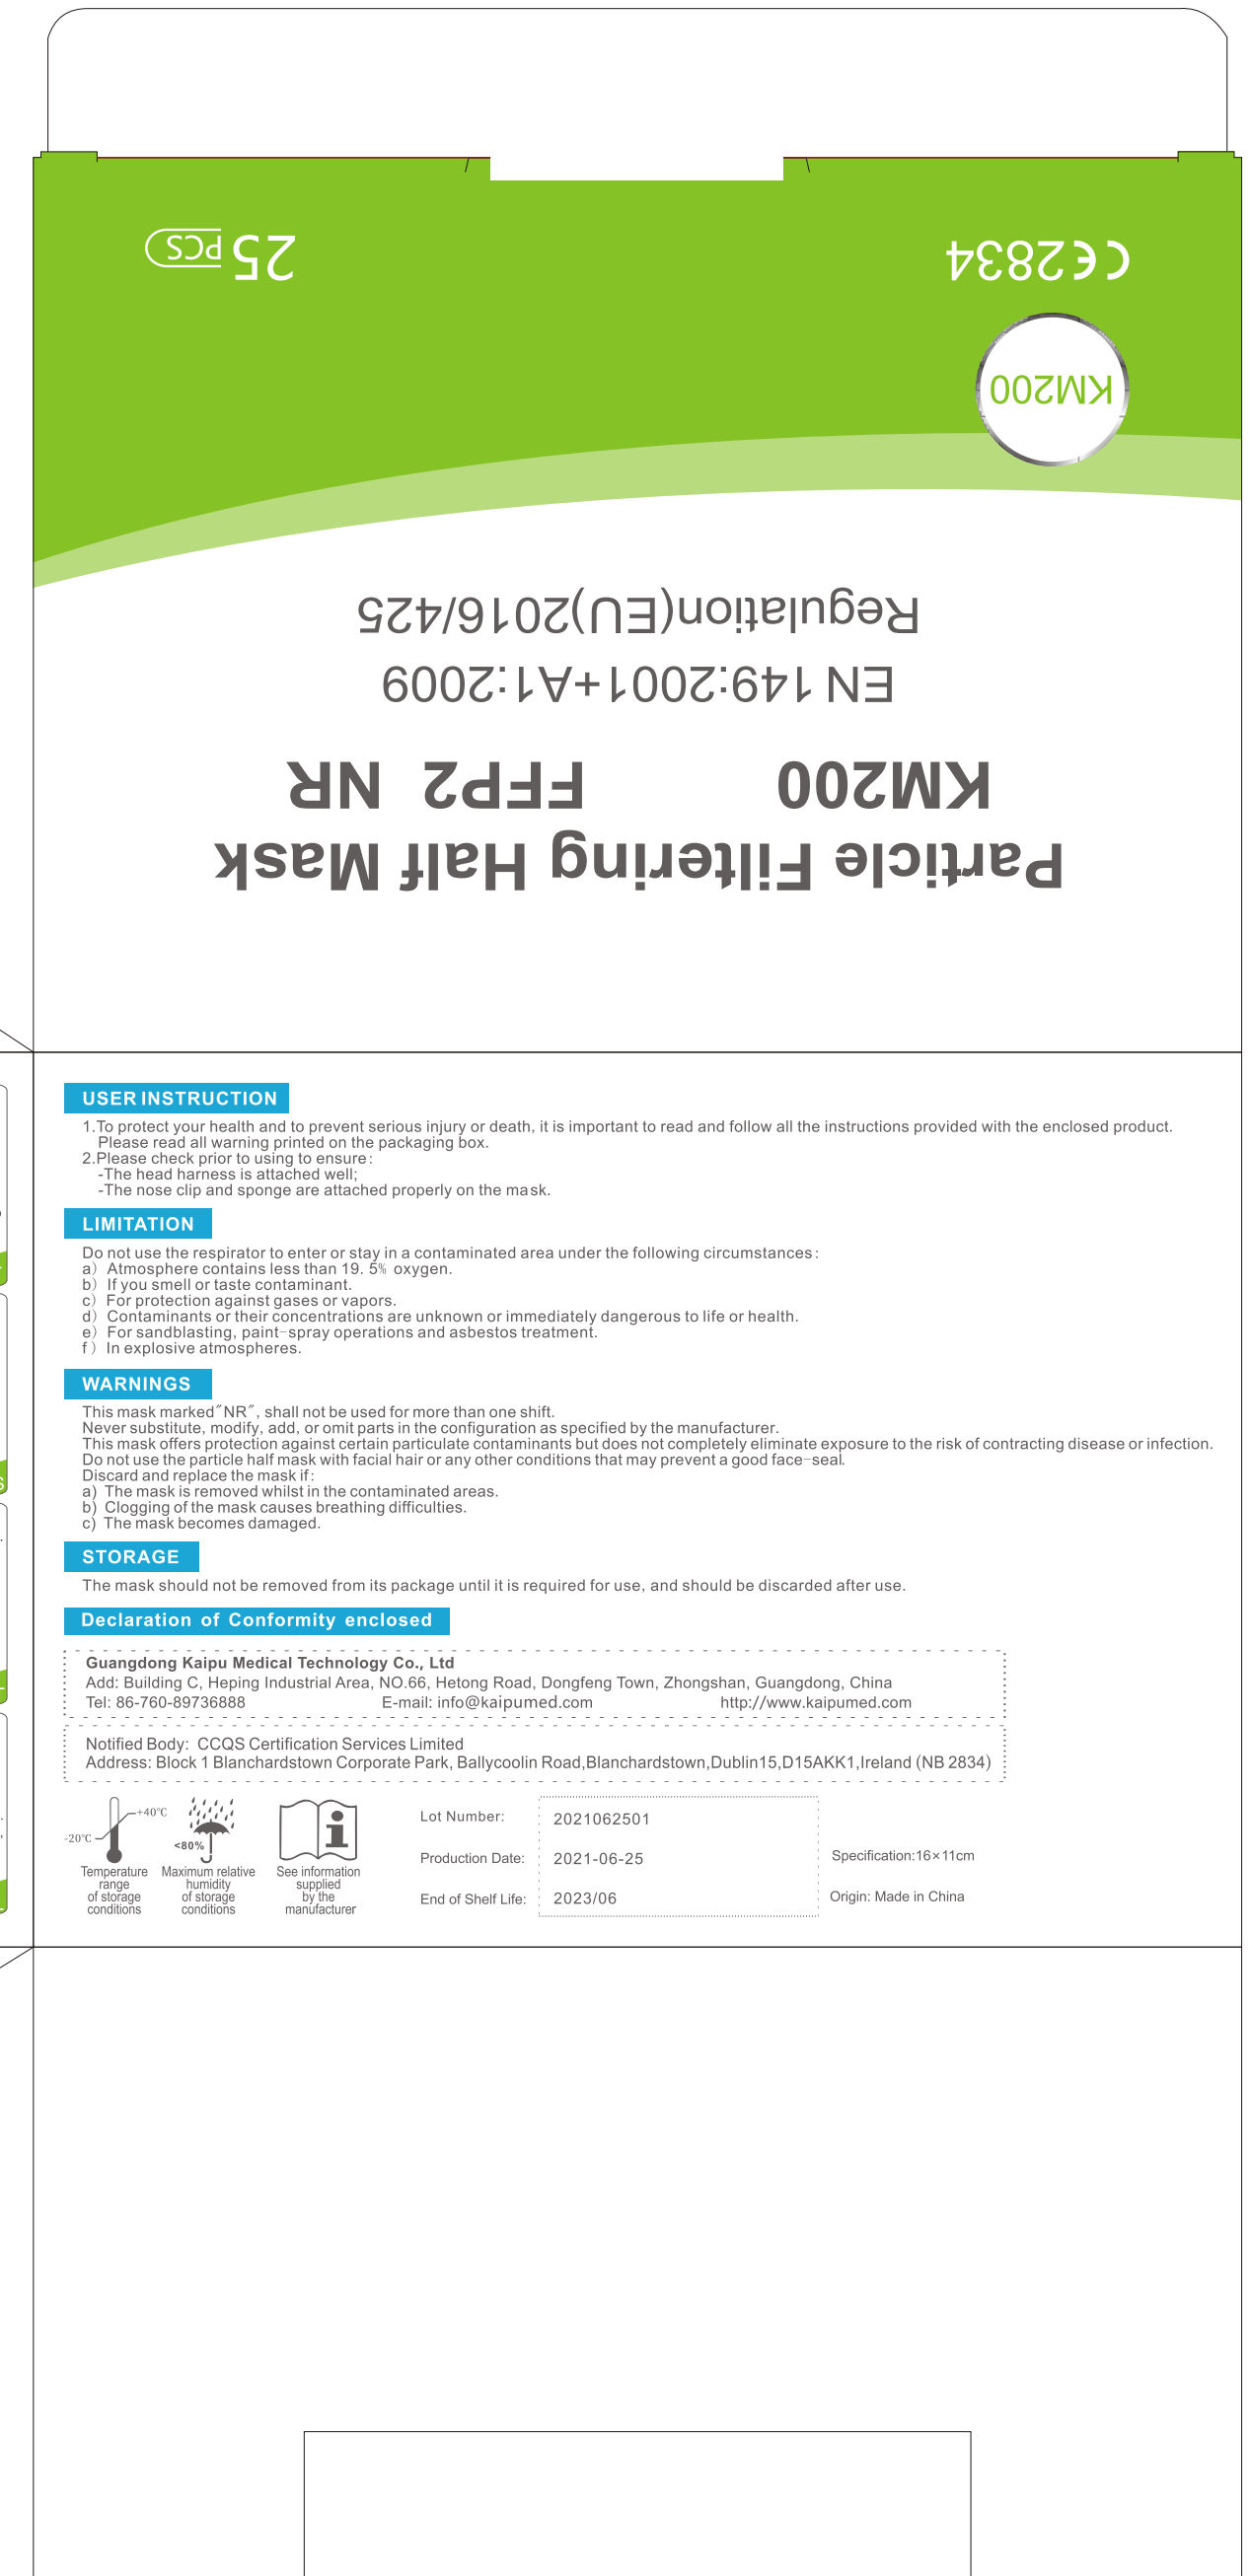 Particle Filtering Half Mask
KM200 FFP2 NR
EN 149:2001+A1:2009
Regulation(EU)2016/425
KM200
CE2834
25 PCS
USER INSTRUCTION
1.To protect your health and to prevent serious injury or death, it is important to read and follow all the instructions provided with the enclosed product.
Please read all warning printed on the packaging box.
2.Please check prior to using to ensure:
-The head harness is attached well;
-The nose clip and sponge are attached properly on the mask.
LIMITATION
Do not use the respirator to enter or stay in a contaminated area under the following circumstances:
a) Atmosphere contains less than 19. 5% oxygen.
b) If you smell or taste contaminant.
c) For protection against gases or vapors.
d) Contaminants or their concentrations are unknown or immediately dangerous to life or health.
e) For sandblasting, paint-spray operations and asbestos treatment.
f) In explosive atmospheres.
WARNINGS
This mask marked"NR", shall not be used for more than one shift.
Never substitute, modify, add, or omit parts in the configuration as specified by the manufacturer.
This mask offers protection against certain particulate contaminants but does not completely eliminate exposure to the risk of contracting disease or infection.
Do not use the particle half mask with facial hair or any other conditions that may prevent a good face-seal.
Discard and replace the mask if:
a) The mask is removed whilst in the contaminated areas.
b) Clogging of the mask causes breathing difficulties.
c) The mask becomes damaged.
STORAGE
The mask should not be removed from its package until it is required for use, and should be discarded after use.
Declaration of Conformity enclosed
Guangdong Kaipu Medical Technology Co., Ltd
Add: Building C, Heping Industrial Area, NO.66, Hetong Road, Dongfeng Town, Zhongshan, Guangdong, China
Tel: 86-760-89736888 E-mail: info@kaipumed.com http://www.kaipumed.com
Notified Body: CCQS Certification Services Limited
Address: Block 1 Blanchardstown Corporate Park, Ballycoolin Road,Blanchardstown,Dublin15,D15AKK1,Ireland (NB 2834)
+40℃
-20℃
Temperature
range
of storage
conditions
<80%
Maximum relative
humidity
of storage
conditions
See information
supplied
by the
manufacturer
Lot Number: 2021062501
Production Date: 2021-06-25
End of Shelf Life: 2023/06
Specification:16×11cm
Origin: Made in China